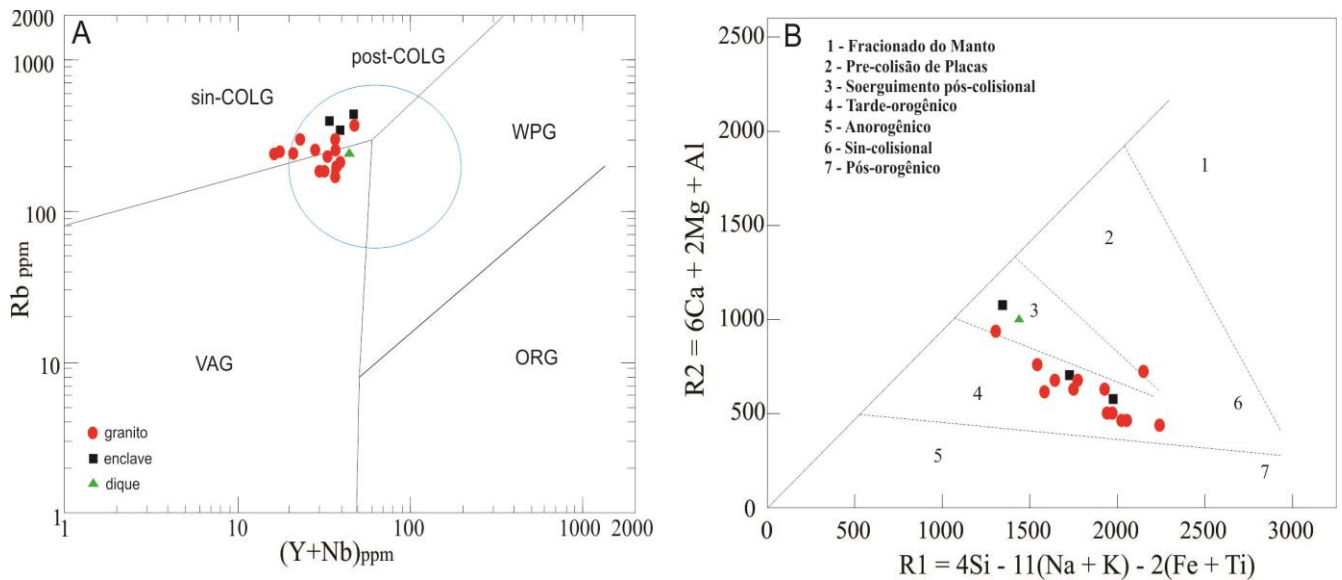 A
2000
1000
100
10
1
Rb ppm
post-COLG
sin-COLG
WPG
VAG
ORG
granito
enclave
dique
1 10 100 1000 2000
(Y+Nb)ppm
B
2500
2000
1500
1000
500
0
R2 = 6Ca + 2Mg + Al
1 - Fracionado do Manto
2 - Pre-colisão de Placas
3 - Soerguimento pós-colisional
4 - Tarde-orogênico
5 - Anorogênico
6 - Sin-colisional
7 - Pós-orogênico
1
2
3
4
6
5
7
0 500 1000 1500 2000 2500 3000
R1 = 4Si - 11(Na + K) - 2(Fe + Ti)